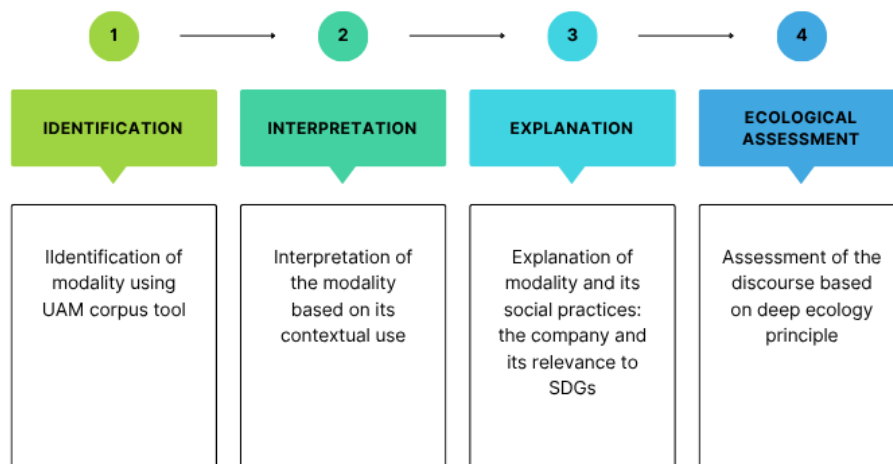 1
2
3
4
IDENTIFICATION
INTERPRETATION
EXPLANATION
ECOLOGICAL
ASSESSMENT
IIdentification of
modality using
UAM corpus tool
Interpretation of
the modality
based on its
contextual use
Explanation of
modality and its
social practices:
the company and
its relevance to
SDGs
Assessment of the
discourse based
on deep ecology
principle